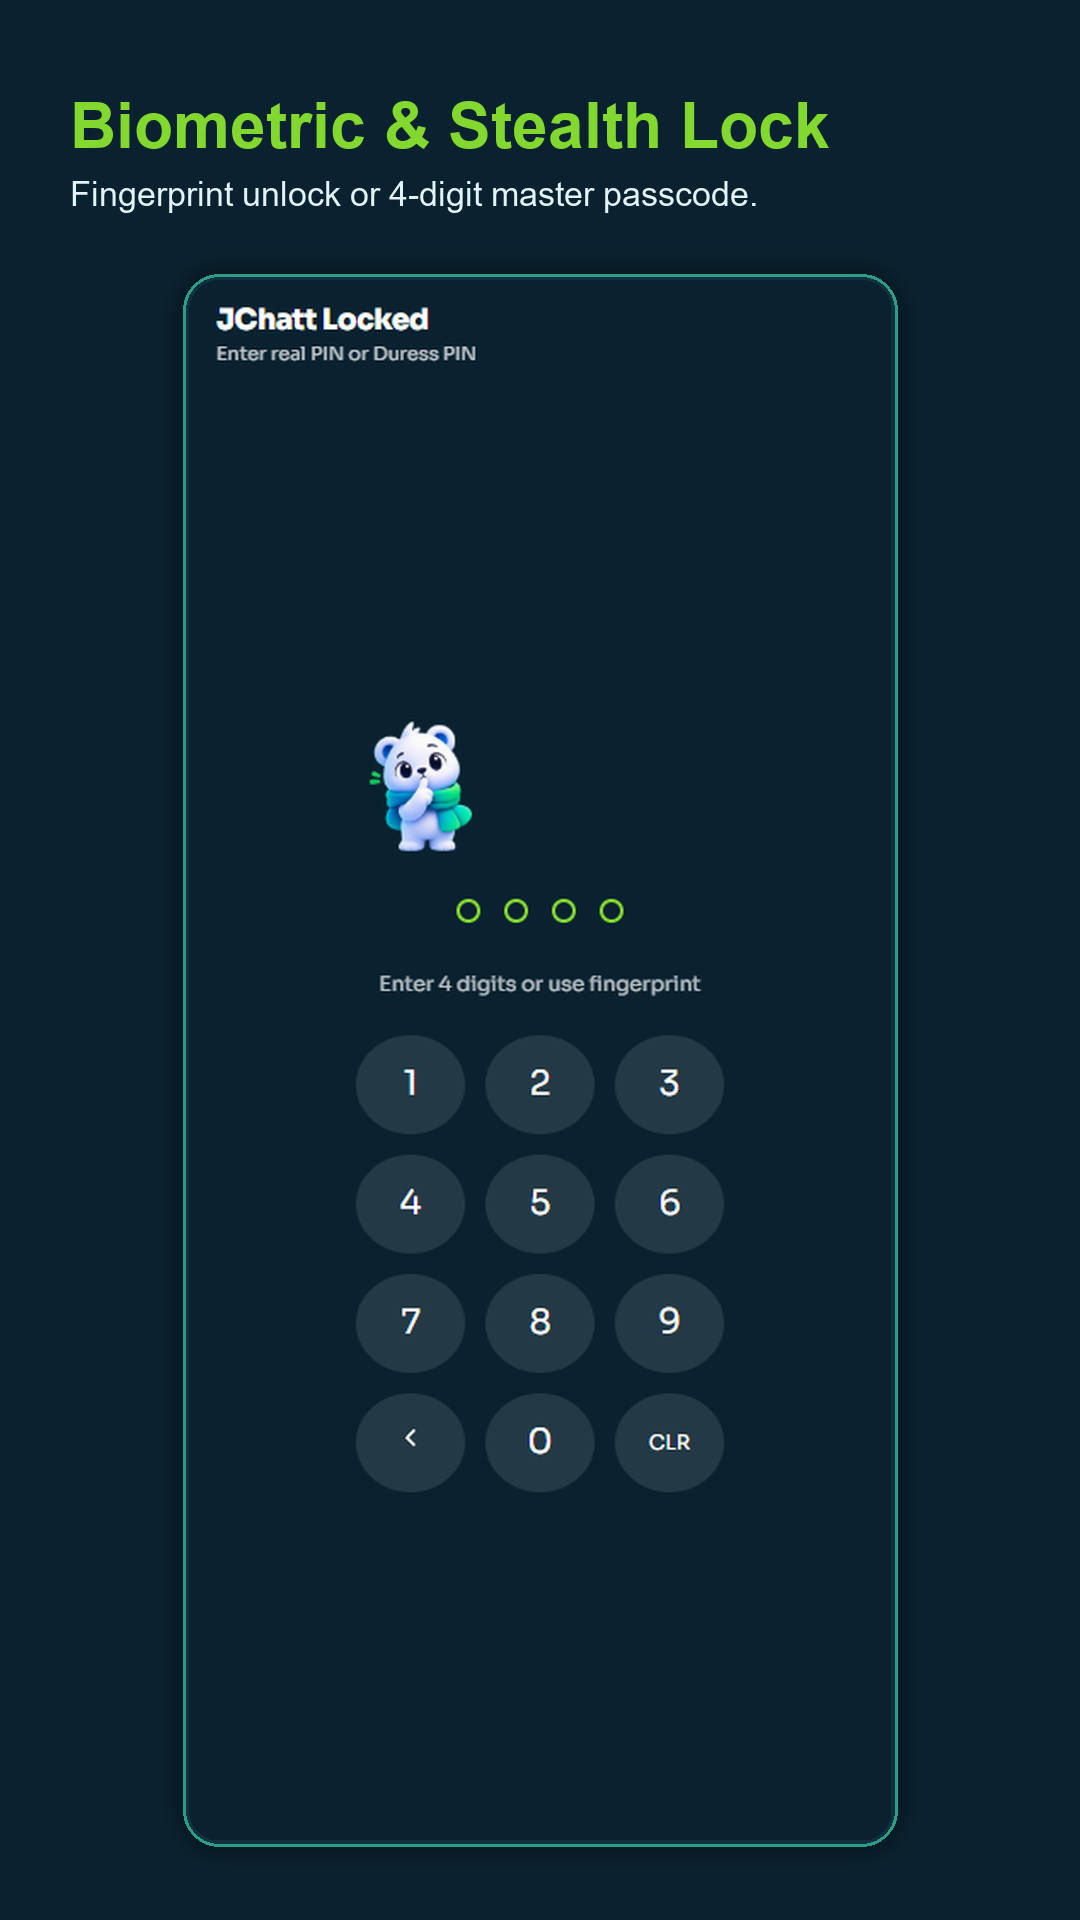 Biometric & Stealth Lock
Fingerprint unlock or 4-digit master passcode.
JChatt Locked
Enter real PIN or Duress PIN
Enter 4 digits or use fingerprint
1 2 3
4 5 6
7 8 9
< 0 CLR